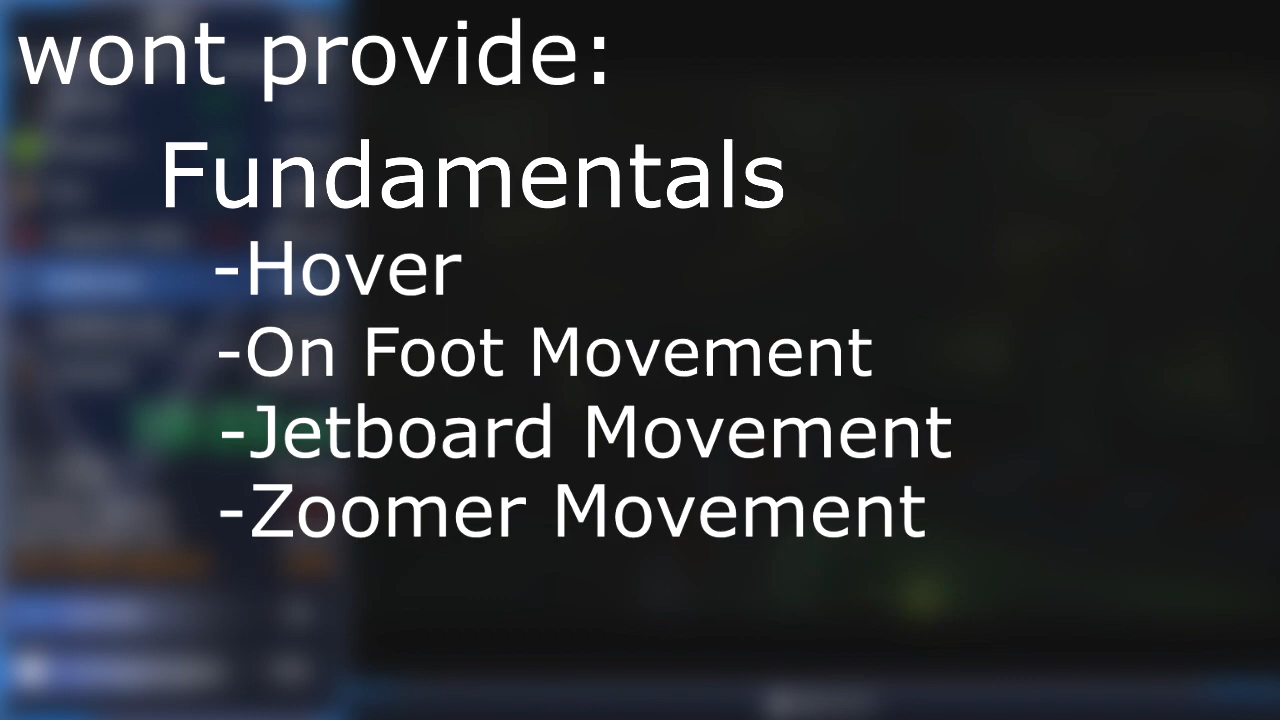 wont provide:
Fundamentals
-Hover
-On Foot Movement
-Jetboard Movement
-Zoomer Movement